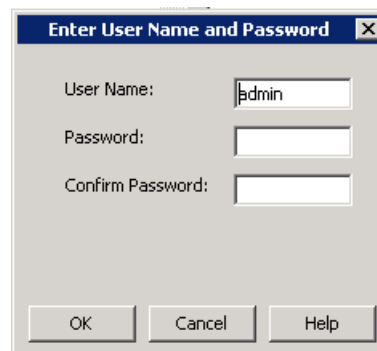 Enter User Name and Password
User Name:
admin
Password:
Confirm Password:
OK
Cancel
Help